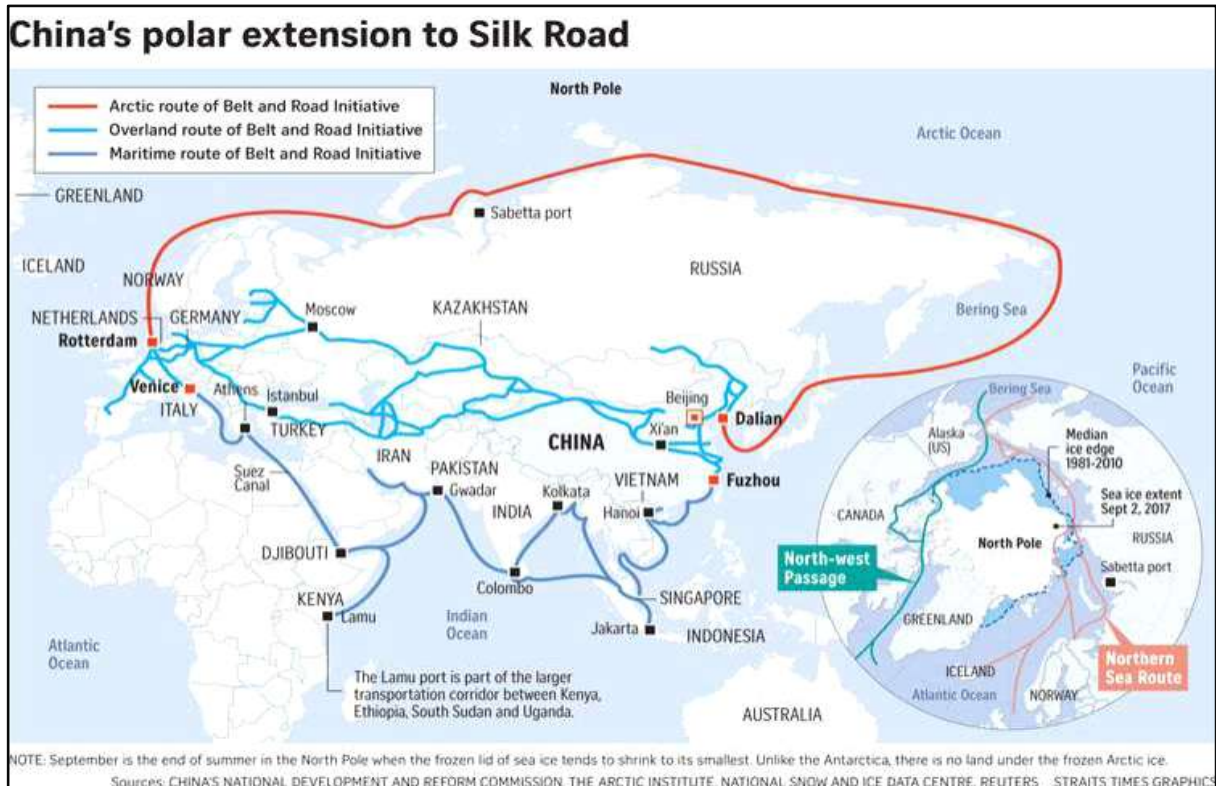 China's polar extension to Silk Road
Arctic route of Belt and Road Initiative
Overland route of Belt and Road Initiative
Maritime route of Belt and Road Initiative
North Pole
Arctic Ocean
GREENLAND
Sabetta port
ICELAND
NORWAY
RUSSIA
Bering Sea
NETHERLANDS
GERMANY
Moscow
KAZAKHSTAN
Rotterdam
Pacific
Ocean
Venice
Athens
Istanbul
Beijing
ITALY
TURKEY
Xi'an
Dalian
CHINA
IRAN
PAKISTAN
Gwadar
Suez
Canal
VIETNAM
Fuzhou
INDIA
Kolkata
Hanoi
DJIBOUTI
Colombo
KENYA
Lamu
Indian
Ocean
SINGAPORE
Jakarta
INDONESIA
Atlantic
Ocean
The Lamu port is part of the larger
transportation corridor between Kenya,
Ethiopia, South Sudan and Uganda.
AUSTRALIA
Bering Sea
Alaska
(US)
Median
ice edge
1981-2010
Sea ice extent
Sept 2, 2017
CANADA
North Pole
RUSSIA
North-west
Passage
Sabetta port
GREENLAND
ICELAND
Northern
Sea Route
Atlantic Ocean
NORWAY
NOTE: September is the end of summer in the North Pole when the frozen lid of sea ice tends to shrink to its smallest. Unlike the Antarctica, there is no land under the frozen Arctic ice.
Sources: CHINA'S NATIONAL DEVELOPMENT AND REFORM COMMISSION, THE ARCTIC INSTITUTE, NATIONAL SNOW AND ICE DATA CENTRE, REUTERS STRAITS TIMES GRAPHICS